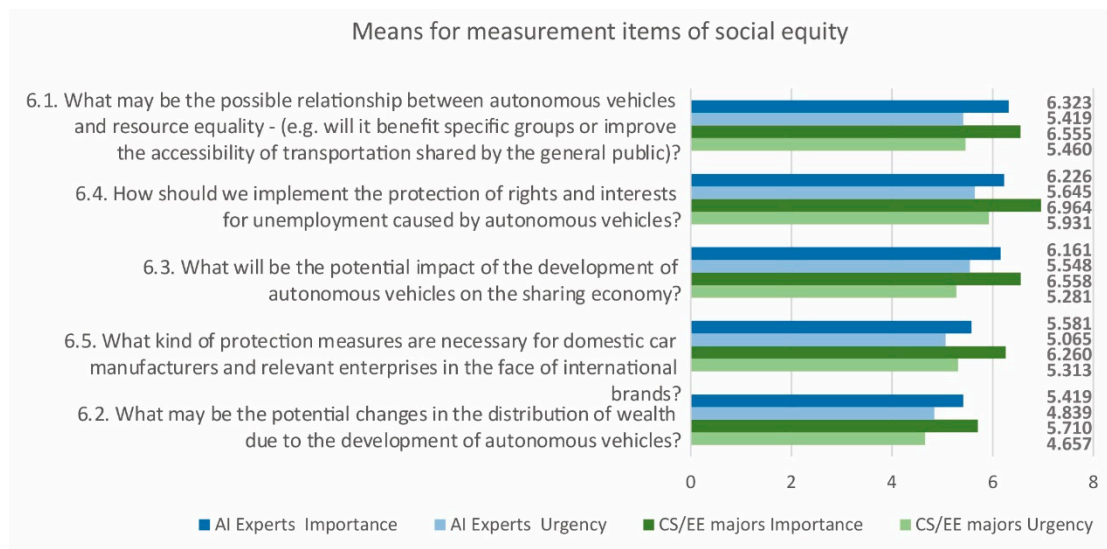 Means for measurement items of social equity
6.1. What may be the possible relationship between autonomous vehicles
and resource equality - (e.g. will it benefit specific groups or improve
the accessibility of transportation shared by the general public)?
6.323
5.419
6.555
5.460
6.4. How should we implement the protection of rights and interests
for unemployment caused by autonomous vehicles?
6.226
5.645
6.964
5.931
6.3. What will be the potential impact of the development of
autonomous vehicles on the sharing economy?
6.161
5.548
6.558
5.281
6.5. What kind of protection measures are necessary for domestic car
manufacturers and relevant enterprises in the face of international
brands?
5.581
5.065
6.260
5.313
6.2. What may be the potential changes in the distribution of wealth
due to the development of autonomous vehicles?
5.419
4.839
5.710
4.657
0 2 4 6 8
AI Experts Importance AI Experts Urgency CS/EE majors Importance CS/EE majors Urgency